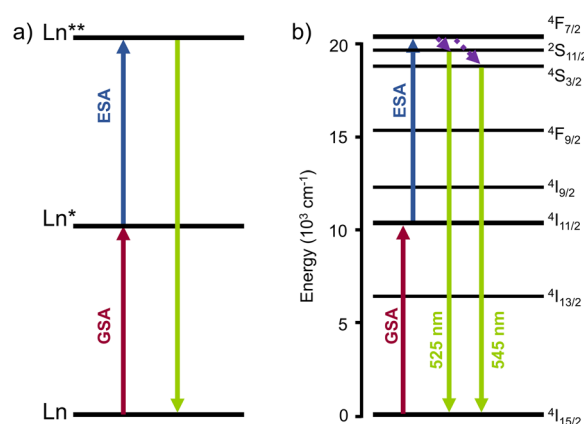 a)
Ln**
ESA
Ln*
GSA
Ln
b)
Energy (10³ cm⁻¹)
20
15
10
5
0
ESA
GSA
525 nm
545 nm
⁴F₇/₂
²S₁₁/₂
⁴S₃/₂
⁴F₉/₂
⁴I₉/₂
⁴I₁₁/₂
⁴I₁₃/₂
⁴I₁₅/₂